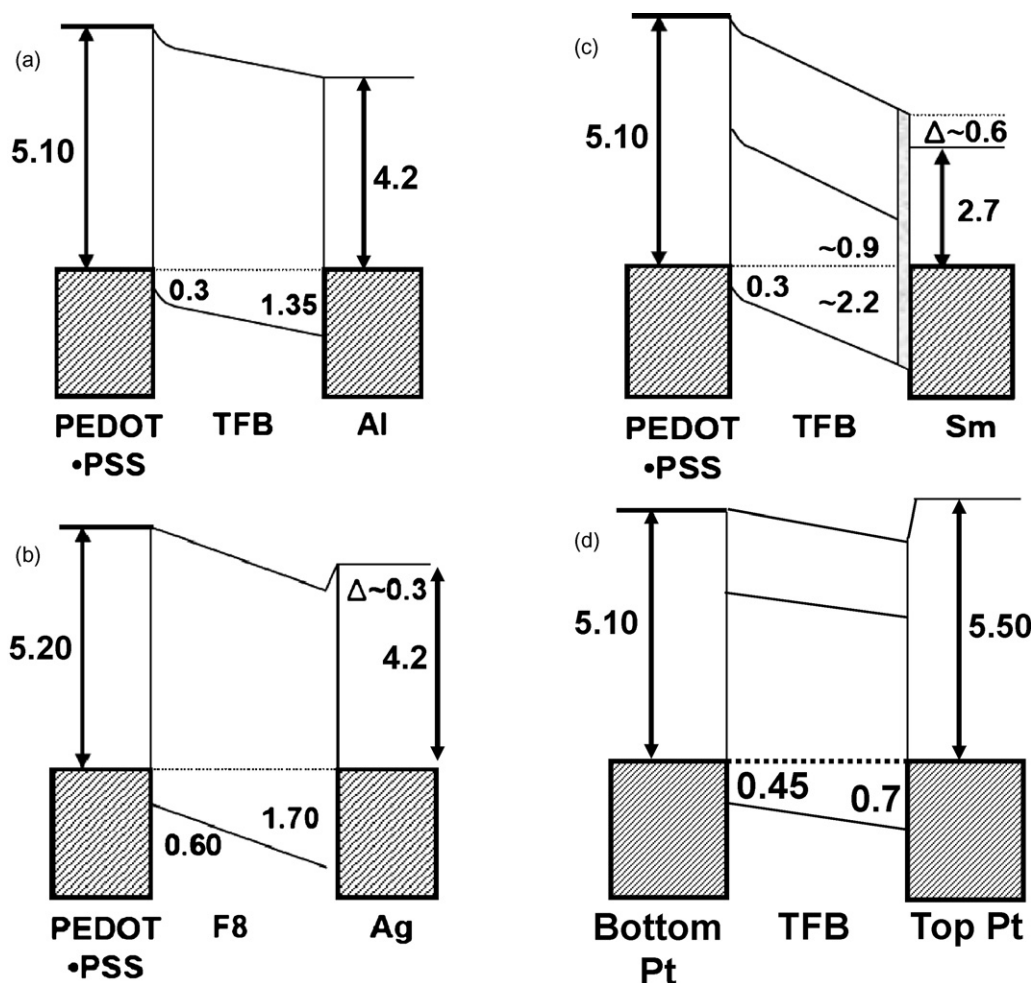 (a)
5.10
4.2
0.3
1.35
PEDOT
•PSS
TFB
Al
(c)
5.10
Δ~0.6
2.7
~0.9
0.3
~2.2
PEDOT
•PSS
TFB
Sm
(b)
5.20
Δ~0.3
4.2
1.70
0.60
PEDOT
•PSS
F8
Ag
(d)
5.10
5.50
0.45
0.7
Bottom
Pt
TFB
Top Pt